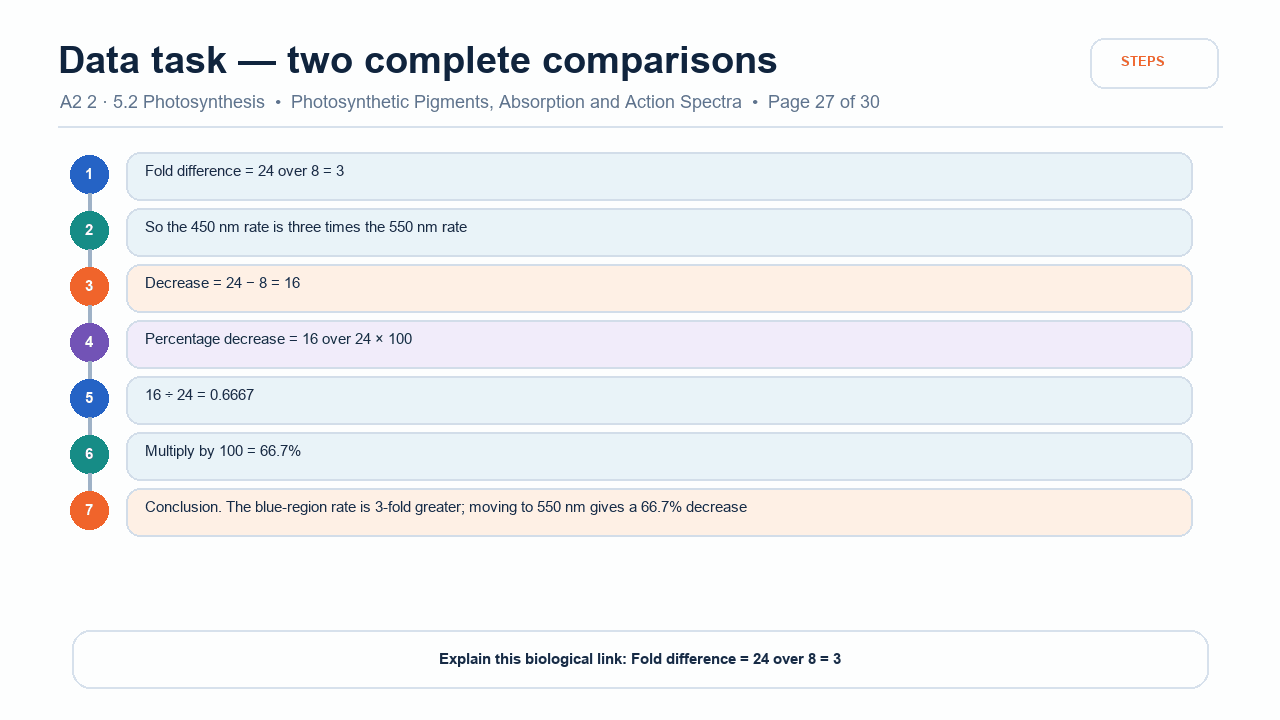 Data task — two complete comparisons
STEPS
A2 2 · 5.2 Photosynthesis • Photosynthetic Pigments, Absorption and Action Spectra • Page 27 of 30
1
Fold difference = 24 over 8 = 3
2
So the 450 nm rate is three times the 550 nm rate
3
Decrease = 24 − 8 = 16
4
Percentage decrease = 16 over 24 × 100
5
16 ÷ 24 = 0.6667
6
Multiply by 100 = 66.7%
7
Conclusion. The blue-region rate is 3-fold greater; moving to 550 nm gives a 66.7% decrease
Explain this biological link: Fold difference = 24 over 8 = 3